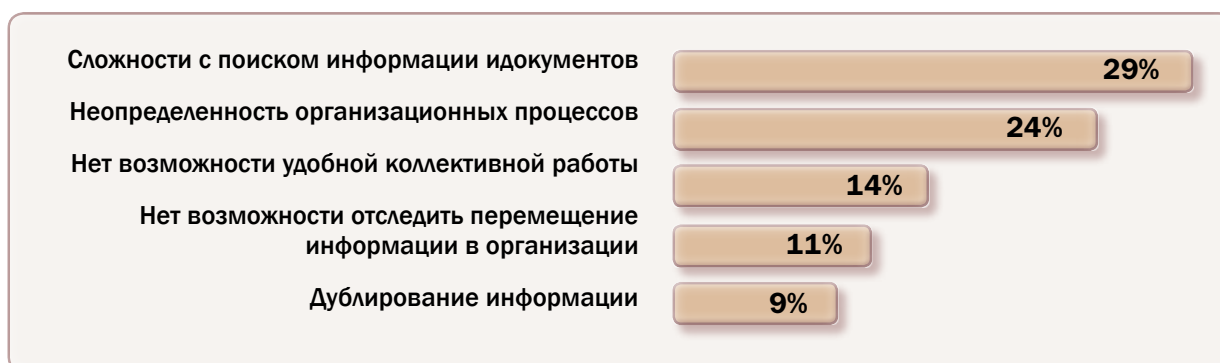 Сложности с поиском информации идокументов
29%
Неопределенность организационных процессов
24%
Нет возможности удобной коллективной работы
14%
Нет возможности отследить перемещение
информации в организации
11%
Дублирование информации
9%